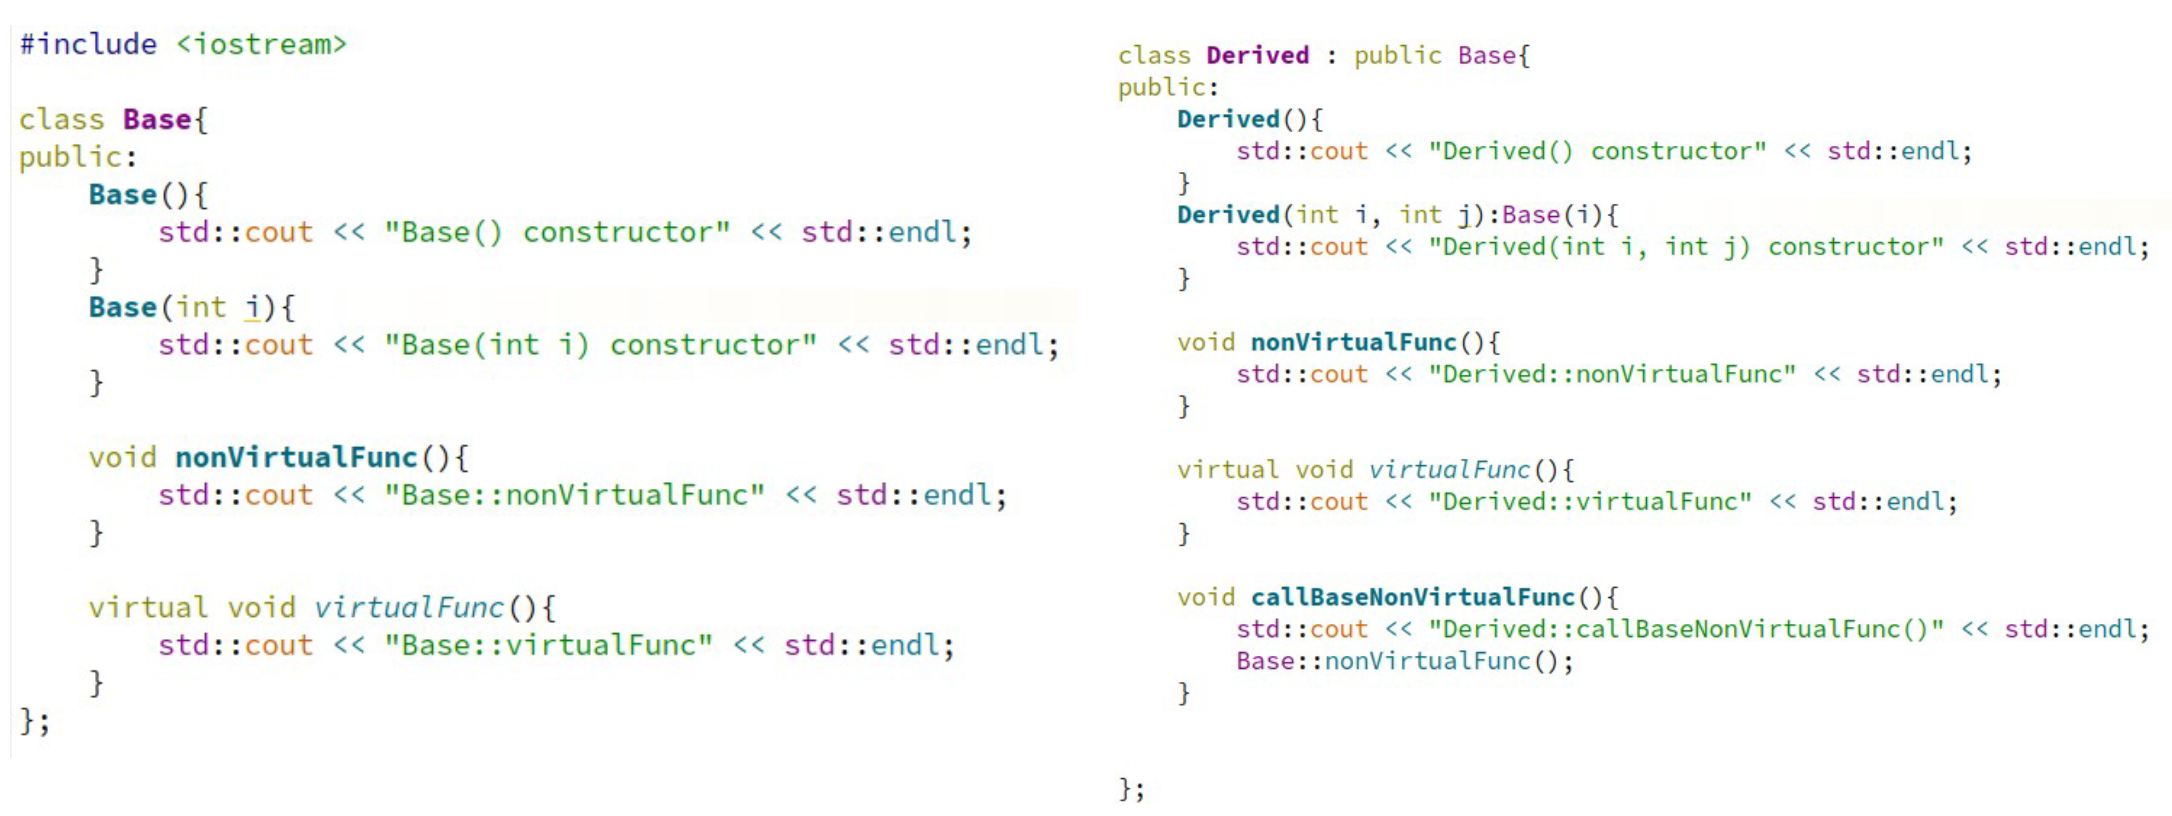 #include <iostream>
class Base{
public:
    Base(){
        std::cout << "Base() constructor" << std::endl;
    }
    Base(int i){
        std::cout << "Base(int i) constructor" << std::endl;
    }
    void nonVirtualFunc(){
        std::cout << "Base::nonVirtualFunc" << std::endl;
    }
    virtual void virtualFunc(){
        std::cout << "Base::virtualFunc" << std::endl;
    }
};
class Derived : public Base{
public:
    Derived(){
        std::cout << "Derived() constructor" << std::endl;
    }
    Derived(int i, int j):Base(i){
        std::cout << "Derived(int i, int j) constructor" << std::endl;
    }
    void nonVirtualFunc(){
        std::cout << "Derived::nonVirtualFunc" << std::endl;
    }
    virtual void virtualFunc(){
        std::cout << "Derived::virtualFunc" << std::endl;
    }
    void callBaseNonVirtualFunc(){
        std::cout << "Derived::callBaseNonVirtualFunc()" << std::endl;
        Base::nonVirtualFunc();
    }
};